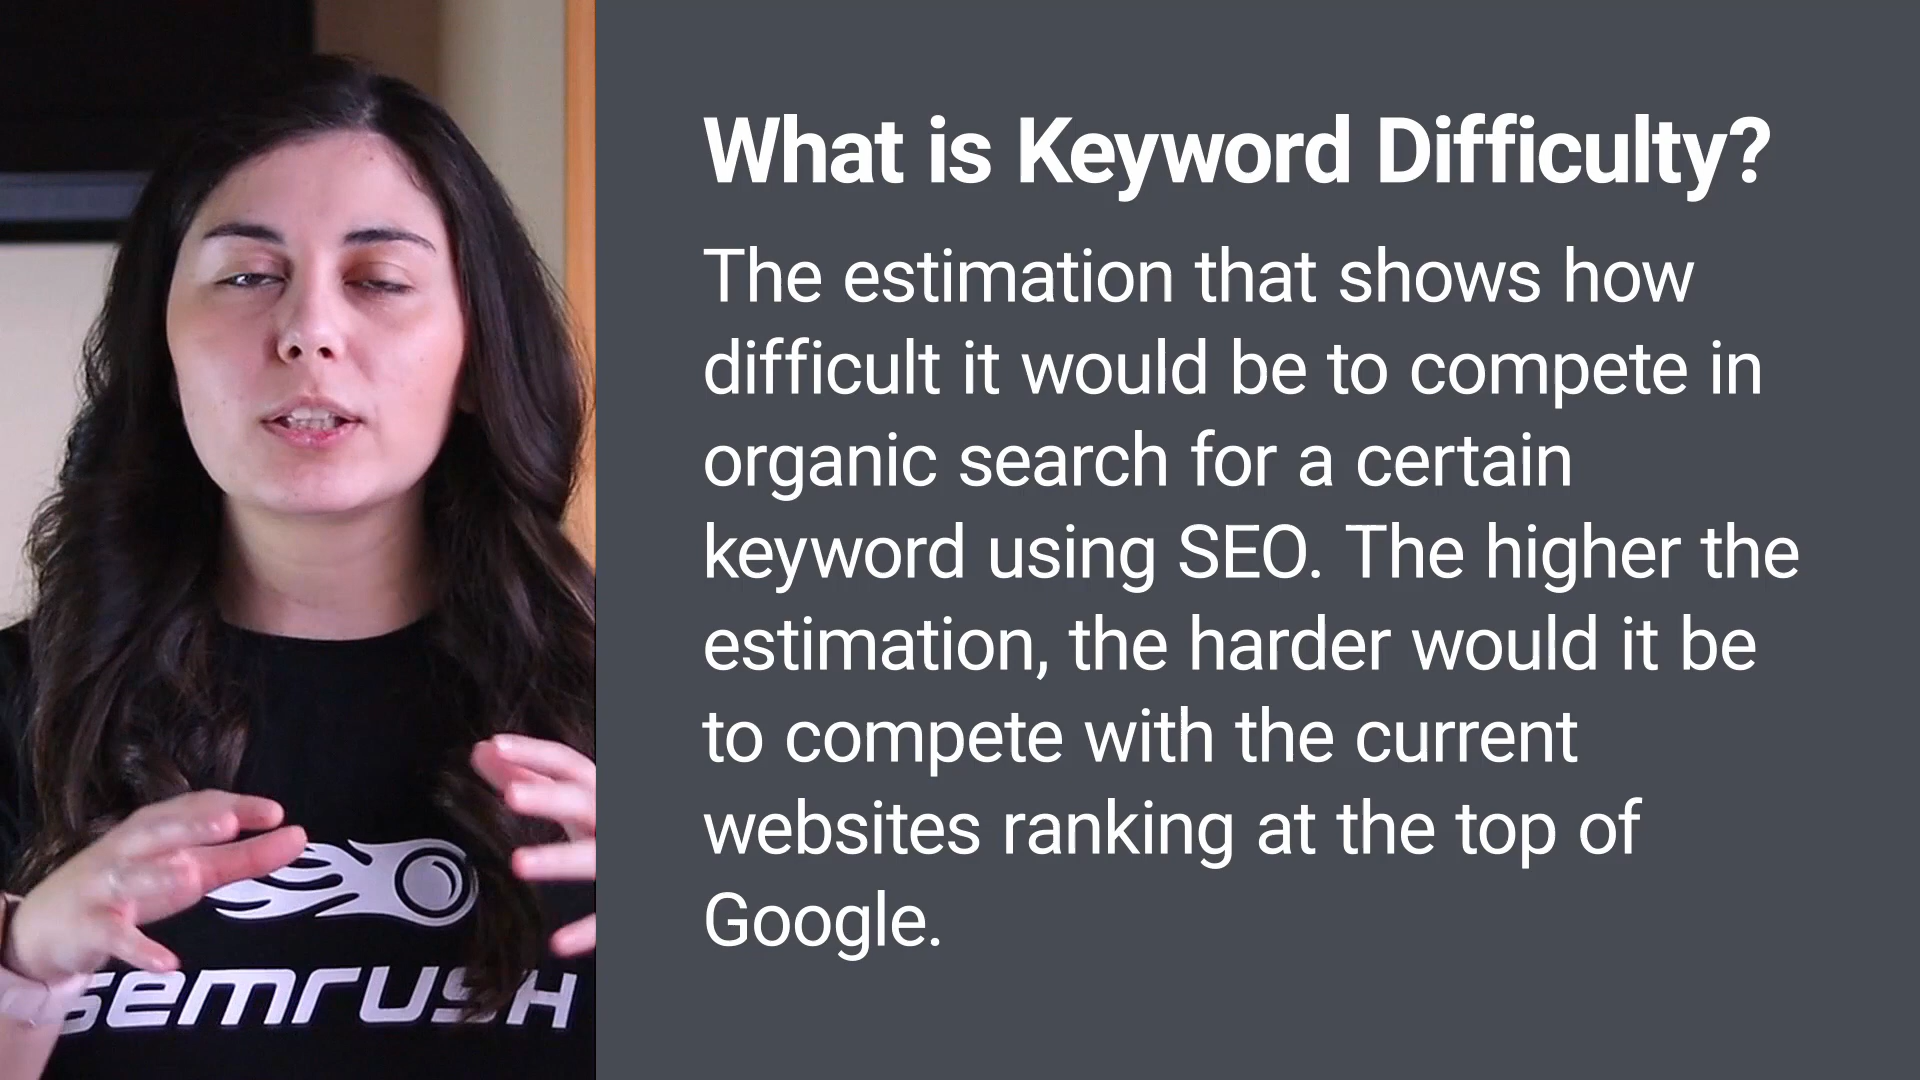 What is Keyword Difficulty?
The estimation that shows how
difficult it would be to compete in
organic search for a certain
keyword using SEO. The higher the
estimation, the harder would it be
to compete with the current
websites ranking at the top of
Google.
semrush